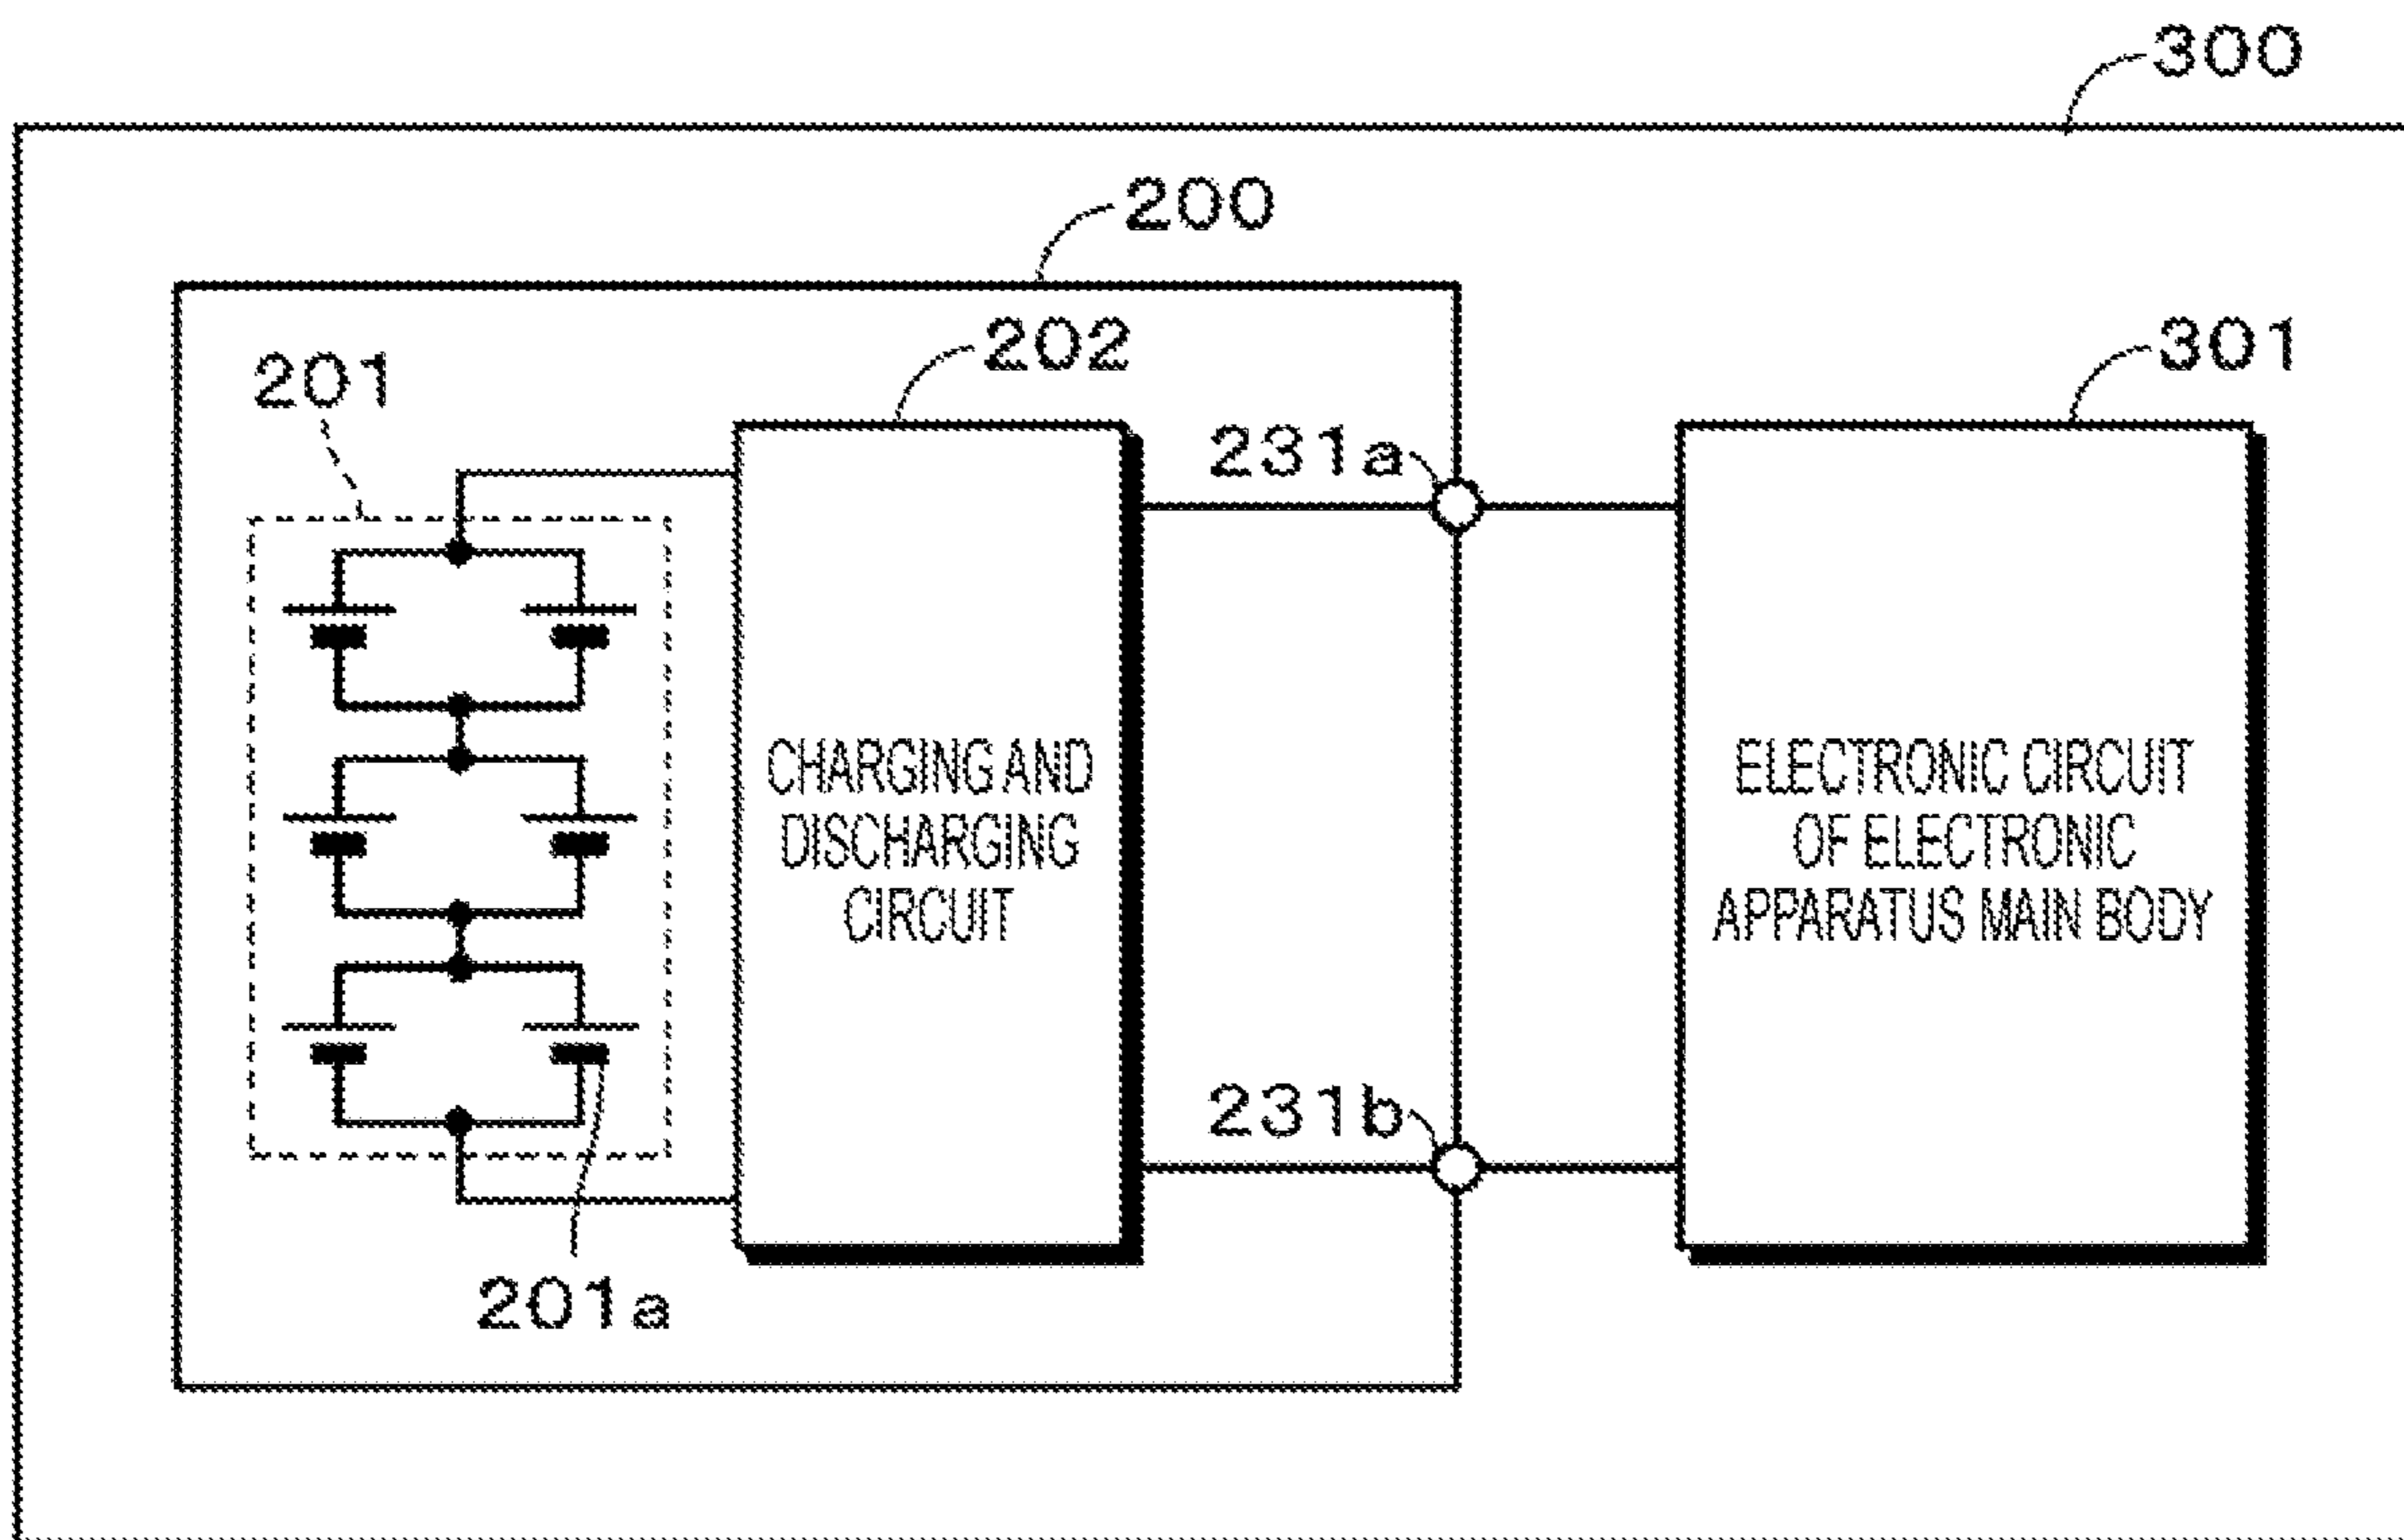 300
200
202
301
201
231a
CHARGING AND
DISCHARGING
CIRCUIT
ELECTRONIC CIRCUIT
OF ELECTRONIC
APPARATUS MAIN BODY
231b
201a